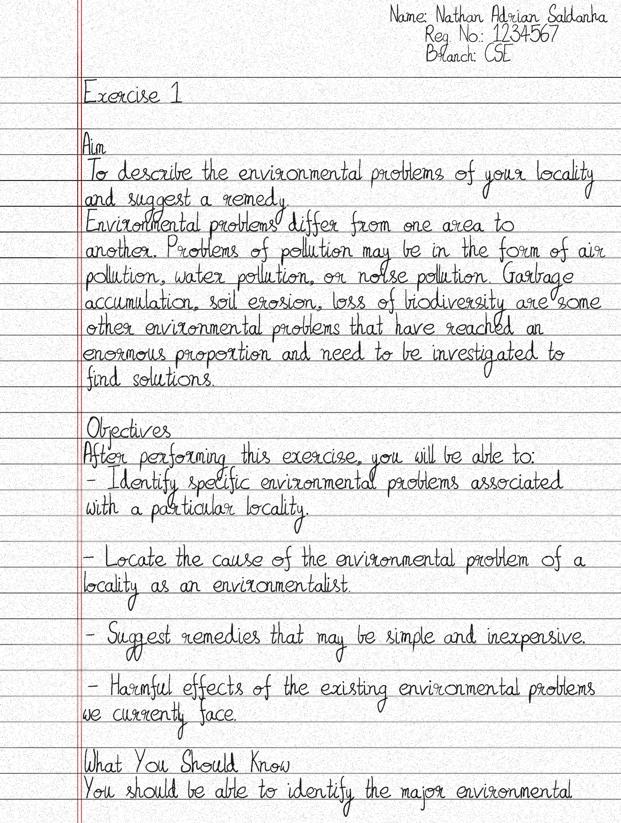 Name: Nathan Adrian Saldanha
Reg. No.: 1234567
Branch: CSE
Exercise 1
Aim
To describe the environmental problems of your locality
and suggest a remedy.
Environmental problems differ from one area to
another. Problems of pollution may be in the form of air
pollution, water pollution, or noise pollution. Garbage
accumulation, soil erosion, loss of biodiversity are some
other environmental problems that have reached an
enormous proportion and need to be investigated to
find solutions.
Objectives
After performing this exercise, you will be able to:
- Identify specific environmental problems associated
with a particular locality.
- Locate the cause of the environmental problem of a
locality as an environmentalist.
- Suggest remedies that may be simple and inexpensive.
- Harmful effects of the existing environmental problems
we currently face.
What You Should Know
You should be able to identify the major environmental